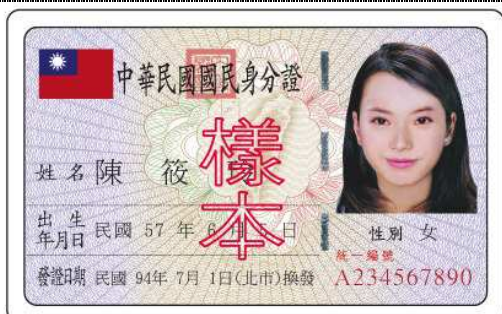 中華民國國民身分證
姓名 陳 筱
樣本
出生年月日 民國 57 年 6 月 日
性別 女
發證日期 民國 94年 7月 1日(北市)換發
統一編號
A234567890